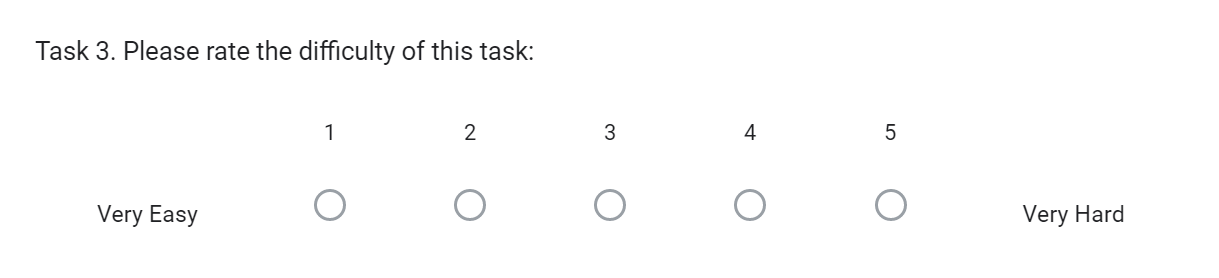 Task 3. Please rate the difficulty of this task:
1 2 3 4 5
Very Easy Very Hard